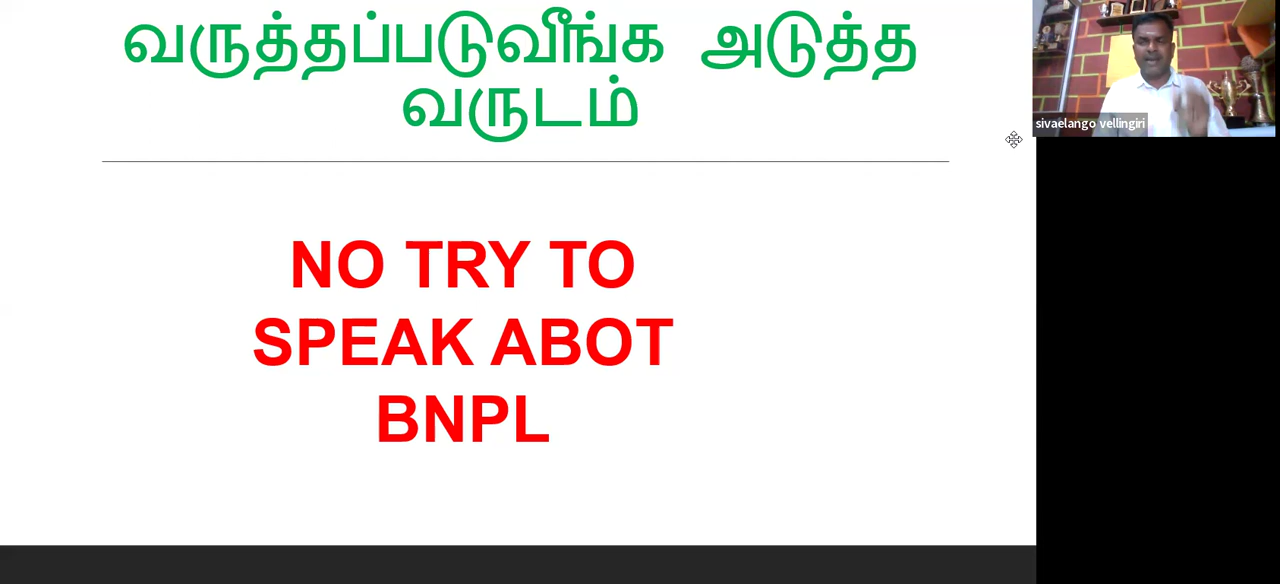 வருத்தப்படுவீங்க அடுத்த
வருடம்
sivaelango vellingiri
NO TRY TO
SPEAK ABOT
BNPL